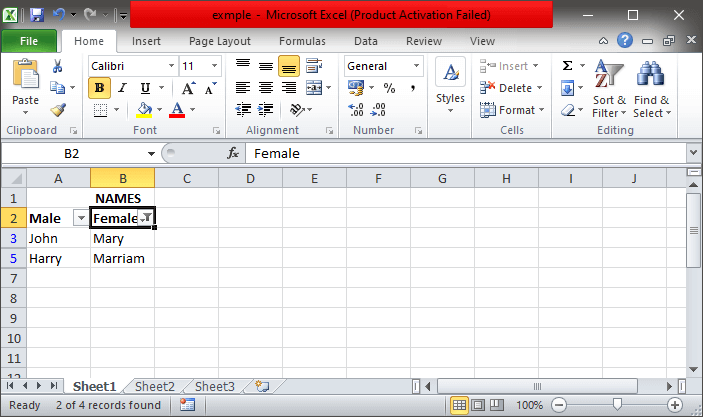 exmple - Microsoft Excel (Product Activation Failed)
File Home Insert Page Layout Formulas Data Review View
Calibri 11 General Insert Σ
Paste B I U A A $ % , Styles Delete Sort & Filter Find & Select
A Format
Clipboard Font Alignment Number Cells Editing
B2 fx Female
A B C D E F G H I J
1 NAMES
2 Male Female
3 John Mary
5 Harry Marriam
7
8
9
10
11
12
Sheet1 Sheet2 Sheet3
Ready 2 of 4 records found 100%